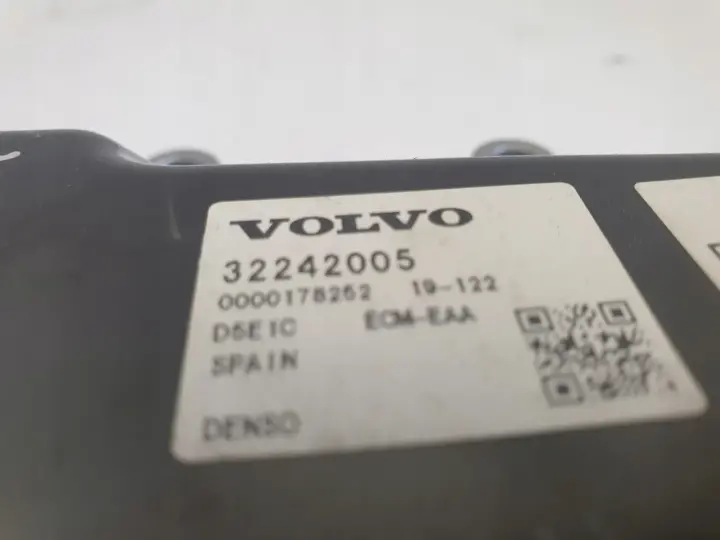 VOLVO
32242005
0000178262 19-122
D5E1C ECM-EAA
SPAIN
DENSO